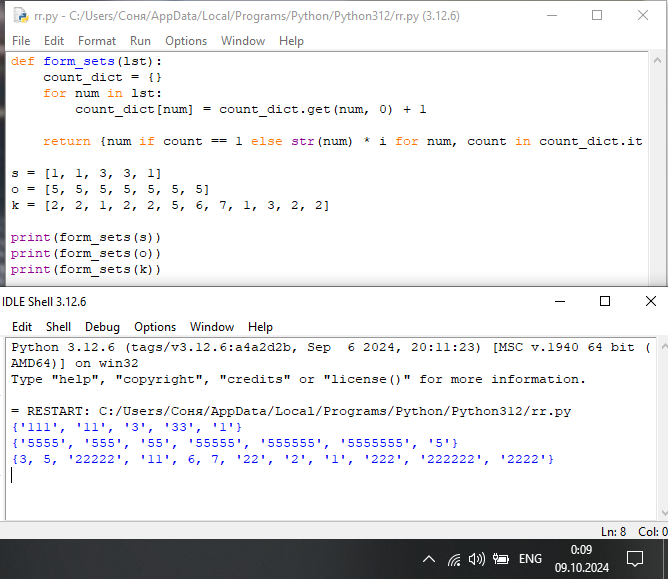 rr.py - C:/Users/Соня/AppData/Local/Programs/Python/Python312/rr.py (3.12.6)
File Edit Format Run Options Window Help
def form_sets(lst):
    count_dict = {}
    for num in lst:
        count_dict[num] = count_dict.get(num, 0) + 1
    return {num if count == 1 else str(num) * i for num, count in count_dict.it
s = [1, 1, 3, 3, 1]
o = [5, 5, 5, 5, 5, 5, 5]
k = [2, 2, 1, 2, 2, 5, 6, 7, 1, 3, 2, 2]
print(form_sets(s))
print(form_sets(o))
print(form_sets(k))
IDLE Shell 3.12.6
Edit Shell Debug Options Window Help
Python 3.12.6 (tags/v3.12.6:a4a2d2b, Sep  6 2024, 20:11:23) [MSC v.1940 64 bit (
AMD64)] on win32
Type "help", "copyright", "credits" or "license()" for more information.
= RESTART: C:/Users/Соня/AppData/Local/Programs/Python/Python312/rr.py
{'111', '11', '3', '33', '1'}
{'5555', '555', '55', '55555', '555555', '5555555', '5'}
{3, 5, '22222', '11', 6, 7, '22', '2', '1', '222', '222222', '2222'}
Ln: 8 Col: 0
ENG
0:09
09.10.2024